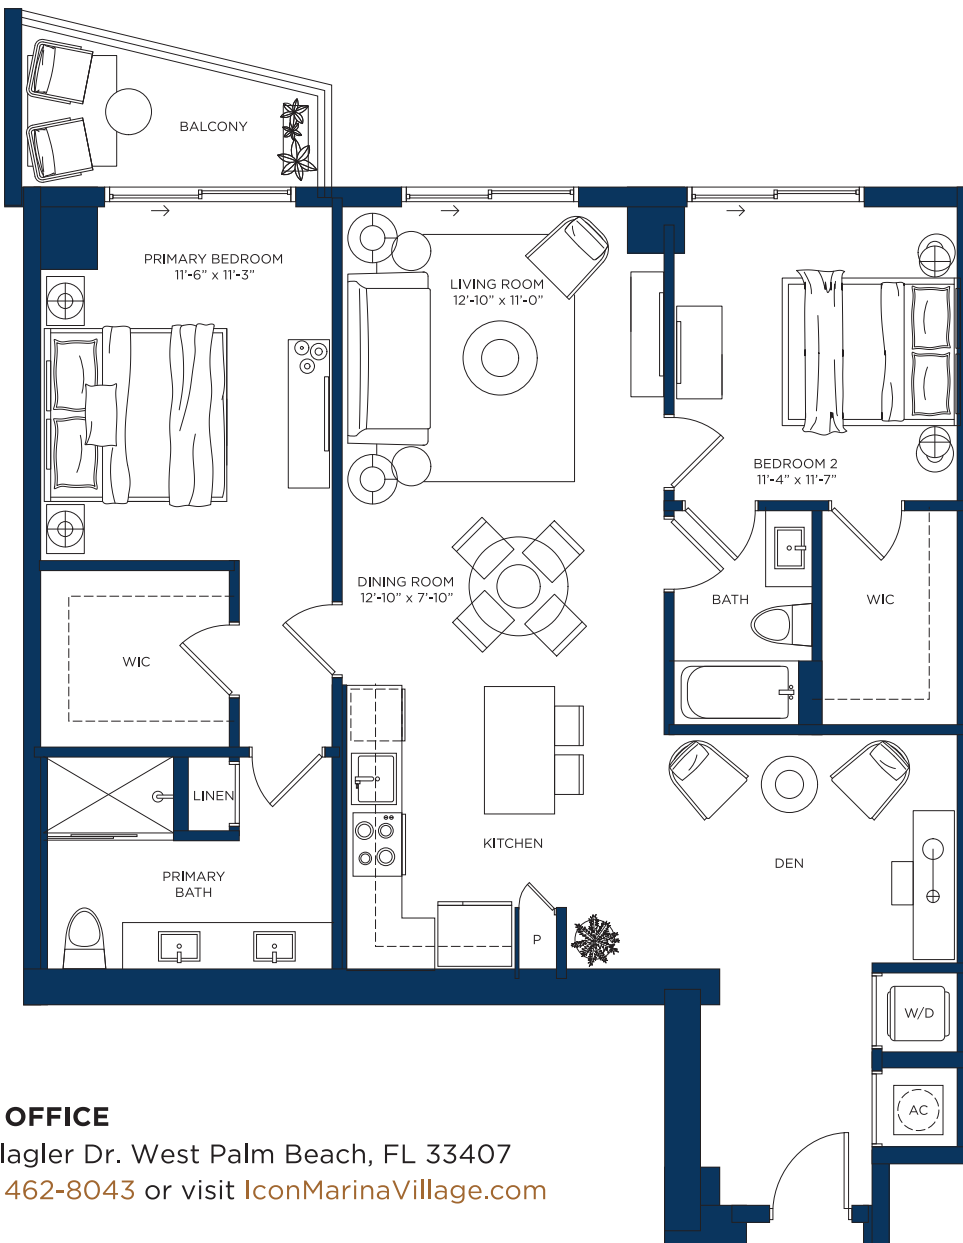 BALCONY
PRIMARY BEDROOM
11'-6" x 11'-3"
LIVING ROOM
12'-10" x 11'-0"
BEDROOM 2
11'-4" x 11'-7"
DINING ROOM
12'-10" x 7'-10"
BATH
WIC
WIC
LINEN
KITCHEN
DEN
PRIMARY
BATH
P
W/D
AC
OFFICE
lagler Dr. West Palm Beach, FL 33407
462-8043 or visit IconMarinaVillage.com